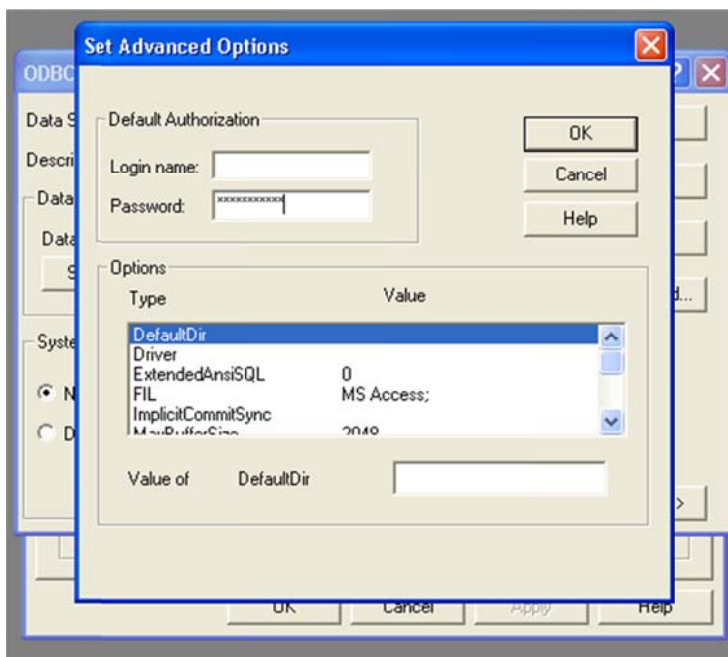 Set Advanced Options
ODBC
Data S
Descri
Data
Data
S
Syste
N
D
Default Authorization
Login name:
Password: ***********
OK
Cancel
Help
Options
Type Value
DefaultDir
Driver
ExtendedAnsiSQL 0
FIL MS Access;
ImplicitCommitSync
MaxBufferSize 2048
Value of DefaultDir
d...
>
OK Cancel Apply Help